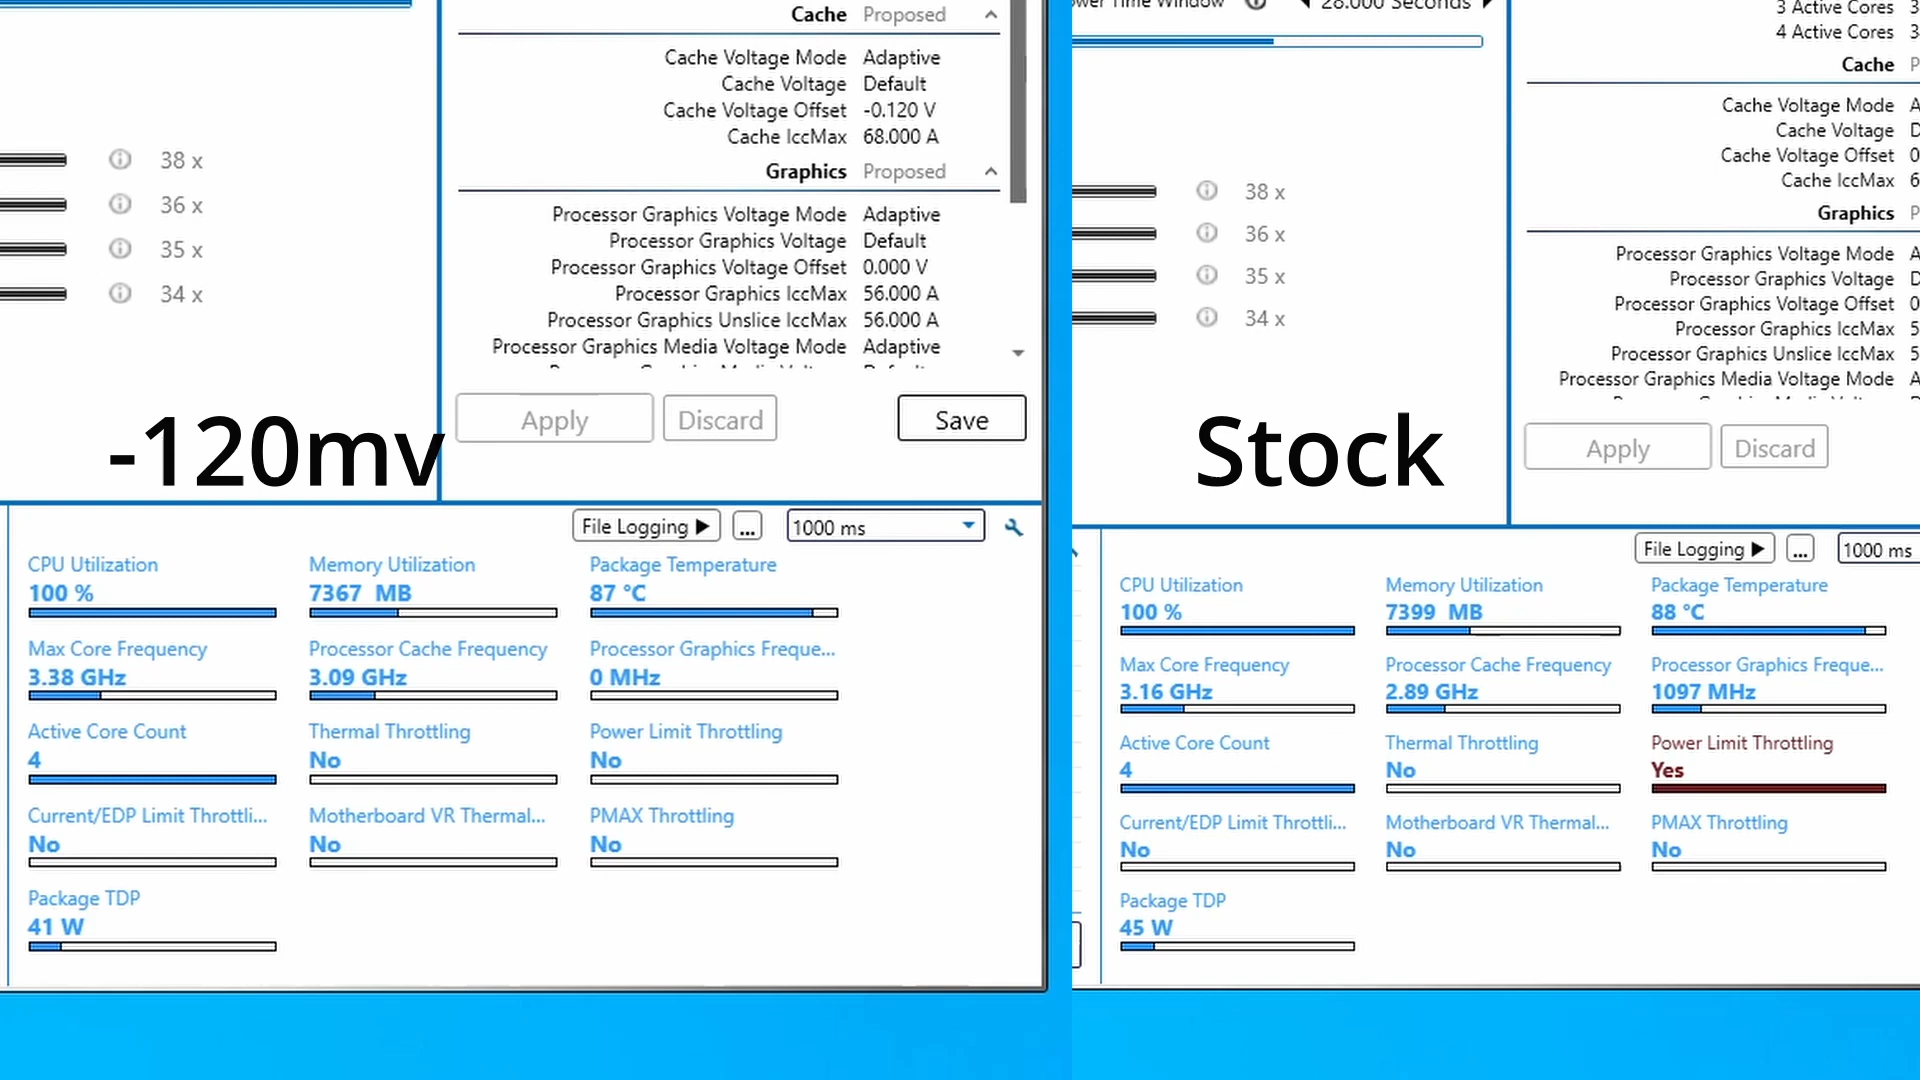 Cache Proposed
Cache Voltage Mode Adaptive
Cache Voltage Default
Cache Voltage Offset -0.120 V
Cache IccMax 68.000 A
Graphics Proposed
Processor Graphics Voltage Mode Adaptive
Processor Graphics Voltage Default
Processor Graphics Voltage Offset 0.000 V
Processor Graphics IccMax 56.000 A
Processor Graphics Unslice IccMax 56.000 A
Processor Graphics Media Voltage Mode Adaptive
38 x
36 x
35 x
34 x
Apply Discard Save
-120mv
File Logging ... 1000 ms
CPU Utilization Memory Utilization Package Temperature
100 % 7367 MB 87 °C
Max Core Frequency Processor Cache Frequency Processor Graphics Freque...
3.38 GHz 3.09 GHz 0 MHz
Active Core Count Thermal Throttling Power Limit Throttling
4 No No
Current/EDP Limit Throttli... Motherboard VR Thermal... PMAX Throttling
No No No
Package TDP
41 W
Time Window 28.000 Seconds
3 Active Cores 3
4 Active Cores 3
Cache P
Cache Voltage Mode A
Cache Voltage D
Cache Voltage Offset 0
Cache IccMax 6
Graphics P
Processor Graphics Voltage Mode A
Processor Graphics Voltage D
Processor Graphics Voltage Offset 0
Processor Graphics IccMax 5
Processor Graphics Unslice IccMax 5
Processor Graphics Media Voltage Mode A
38 x
36 x
35 x
34 x
Apply Discard
Stock
File Logging ... 1000 ms
CPU Utilization Memory Utilization Package Temperature
100 % 7399 MB 88 °C
Max Core Frequency Processor Cache Frequency Processor Graphics Freque...
3.16 GHz 2.89 GHz 1097 MHz
Active Core Count Thermal Throttling Power Limit Throttling
4 No Yes
Current/EDP Limit Throttli... Motherboard VR Thermal... PMAX Throttling
No No No
Package TDP
45 W